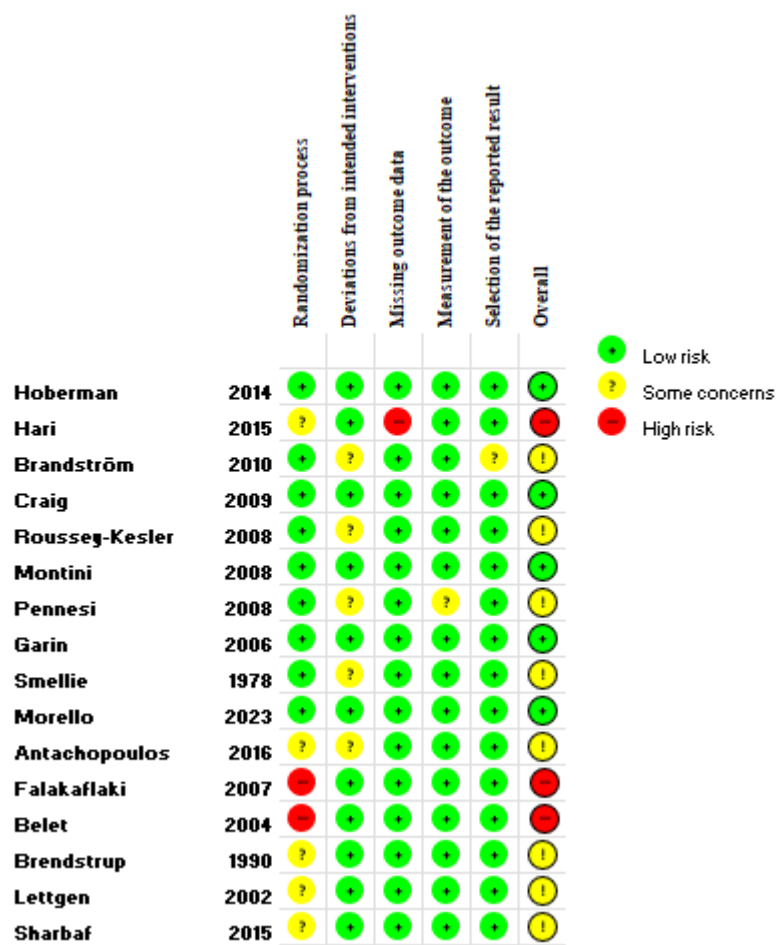 Randomization process
Deviations from intended interventions
Missing outcome data
Measurement of the outcome
Selection of the reported result
Overall
+ Low risk
? Some concerns
− High risk
Hoberman 2014 + + + + + +
Hari 2015 ? + − + + −
Brandström 2010 + ? + + ? !
Craig 2009 + + + + + +
Roussey-Kesler 2008 + ? + + + !
Montini 2008 + + + + + +
Pennesi 2008 + ? + ? + !
Garin 2006 + + + + + +
Smellie 1978 + ? + + + !
Morello 2023 + + + + + +
Antachopoulos 2016 ? ? + + + !
Falakaflaki 2007 − + + + + −
Belet 2004 − + + + + −
Brendstrup 1990 ? + + + + !
Lettgen 2002 ? + + + + !
Sharbaf 2015 ? + + + + !